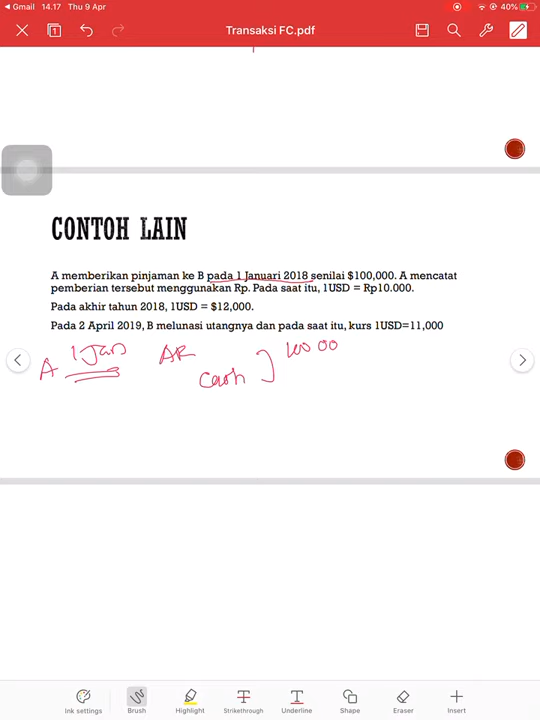 Gmail 14.17 Thu 9 Apr 40%
1 Transaksi FC.pdf
CONTOH LAIN
A memberikan pinjaman ke B pada 1 Januari 2018 senilai $100,000. A mencatat
pemberian tersebut menggunakan Rp. Pada saat itu, 1USD = Rp10.000.
Pada akhir tahun 2018, 1USD = $12,000.
Pada 2 April 2019, B melunasi utangnya dan pada saat itu, kurs 1USD=11,000
A 1 Jan AR
Cash
Ink settings Brush Highlight Strikethrough Underline Shape Eraser Insert